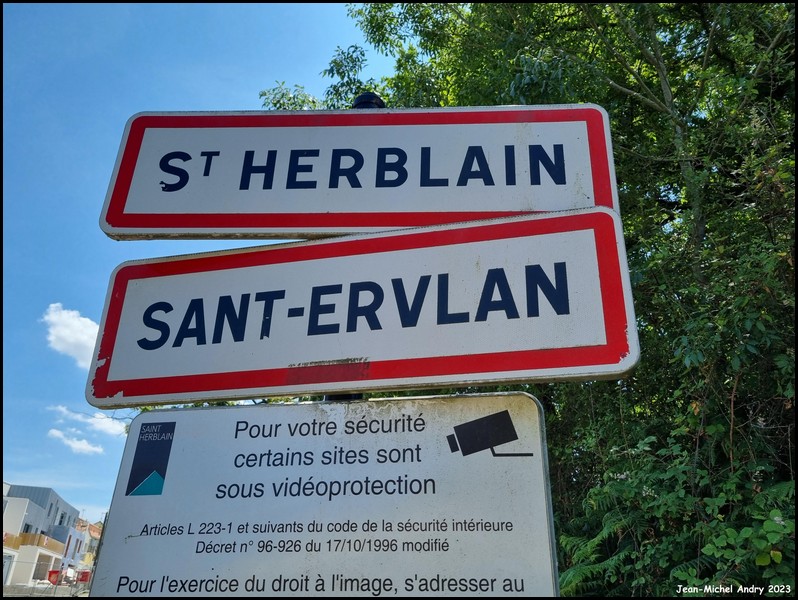 Sᵀ HERBLAIN
SANT-ERVLAN
SAINT
HERBLAIN
Pour votre sécurité
certains sites sont
sous vidéoprotection
Articles L 223-1 et suivants du code de la sécurité intérieure
Décret n° 96-926 du 17/10/1996 modifié
Pour l'exercice du droit à l'image, s'adresser au
Jean-Michel Andry 2023